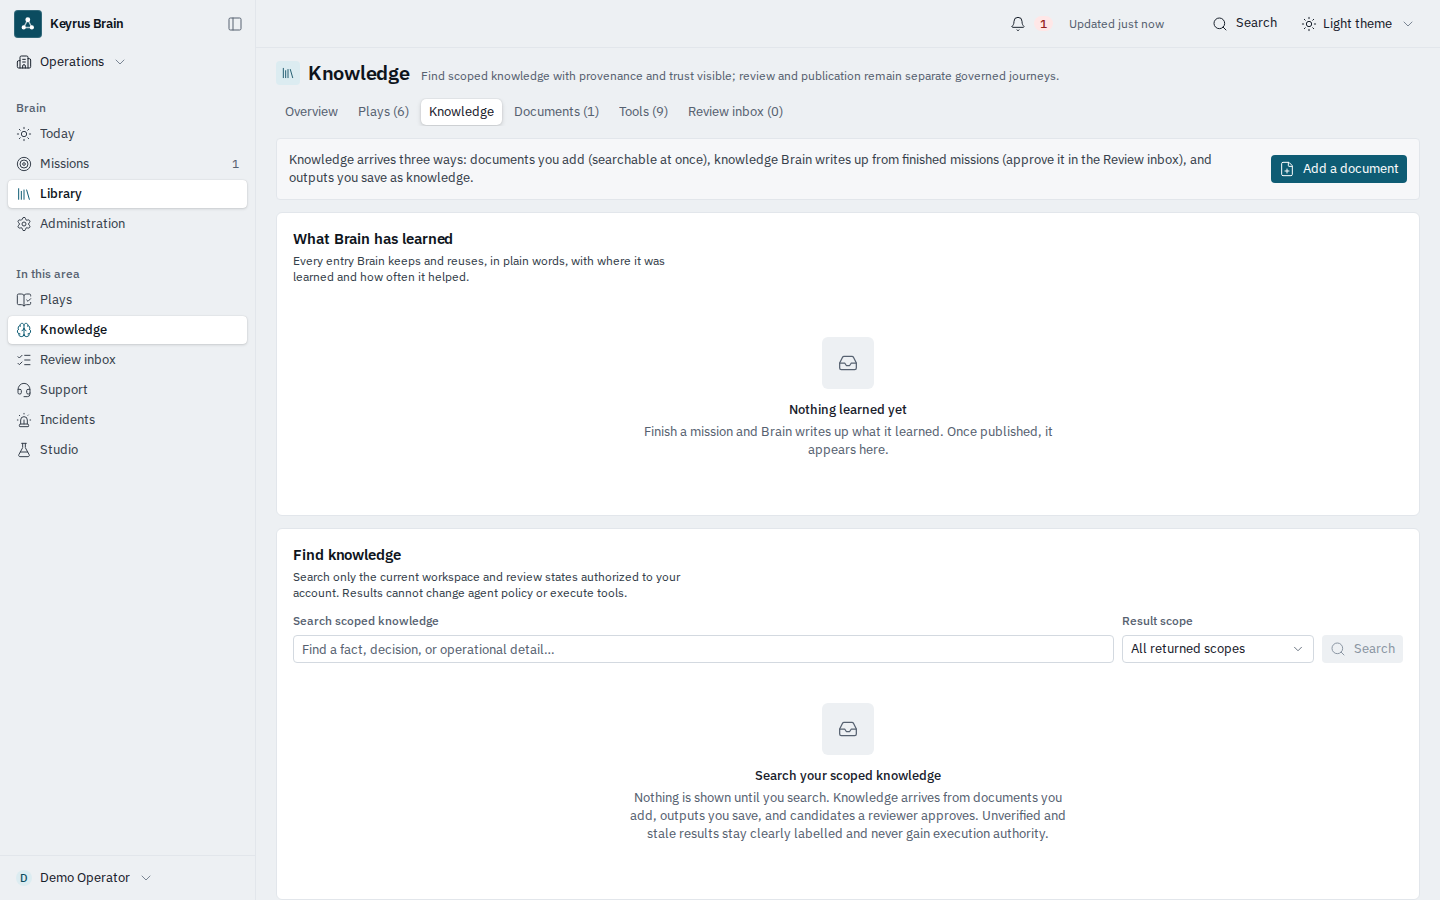 Keyrus Brain
Operations
Brain
Today
Missions 1
Library
Administration
In this area
Plays
Knowledge
Review inbox
Support
Incidents
Studio
D Demo Operator
1 Updated just now Search Light theme
Knowledge Find scoped knowledge with provenance and trust visible; review and publication remain separate governed journeys.
Overview Plays (6) Knowledge Documents (1) Tools (9) Review inbox (0)
Knowledge arrives three ways: documents you add (searchable at once), knowledge Brain writes up from finished missions (approve it in the Review inbox), and
outputs you save as knowledge.
Add a document
What Brain has learned
Every entry Brain keeps and reuses, in plain words, with where it was
learned and how often it helped.
Nothing learned yet
Finish a mission and Brain writes up what it learned. Once published, it
appears here.
Find knowledge
Search only the current workspace and review states authorized to your
account. Results cannot change agent policy or execute tools.
Search scoped knowledge Result scope
Find a fact, decision, or operational detail... All returned scopes Search
Search your scoped knowledge
Nothing is shown until you search. Knowledge arrives from documents you
add, outputs you save, and candidates a reviewer approves. Unverified and
stale results stay clearly labelled and never gain execution authority.